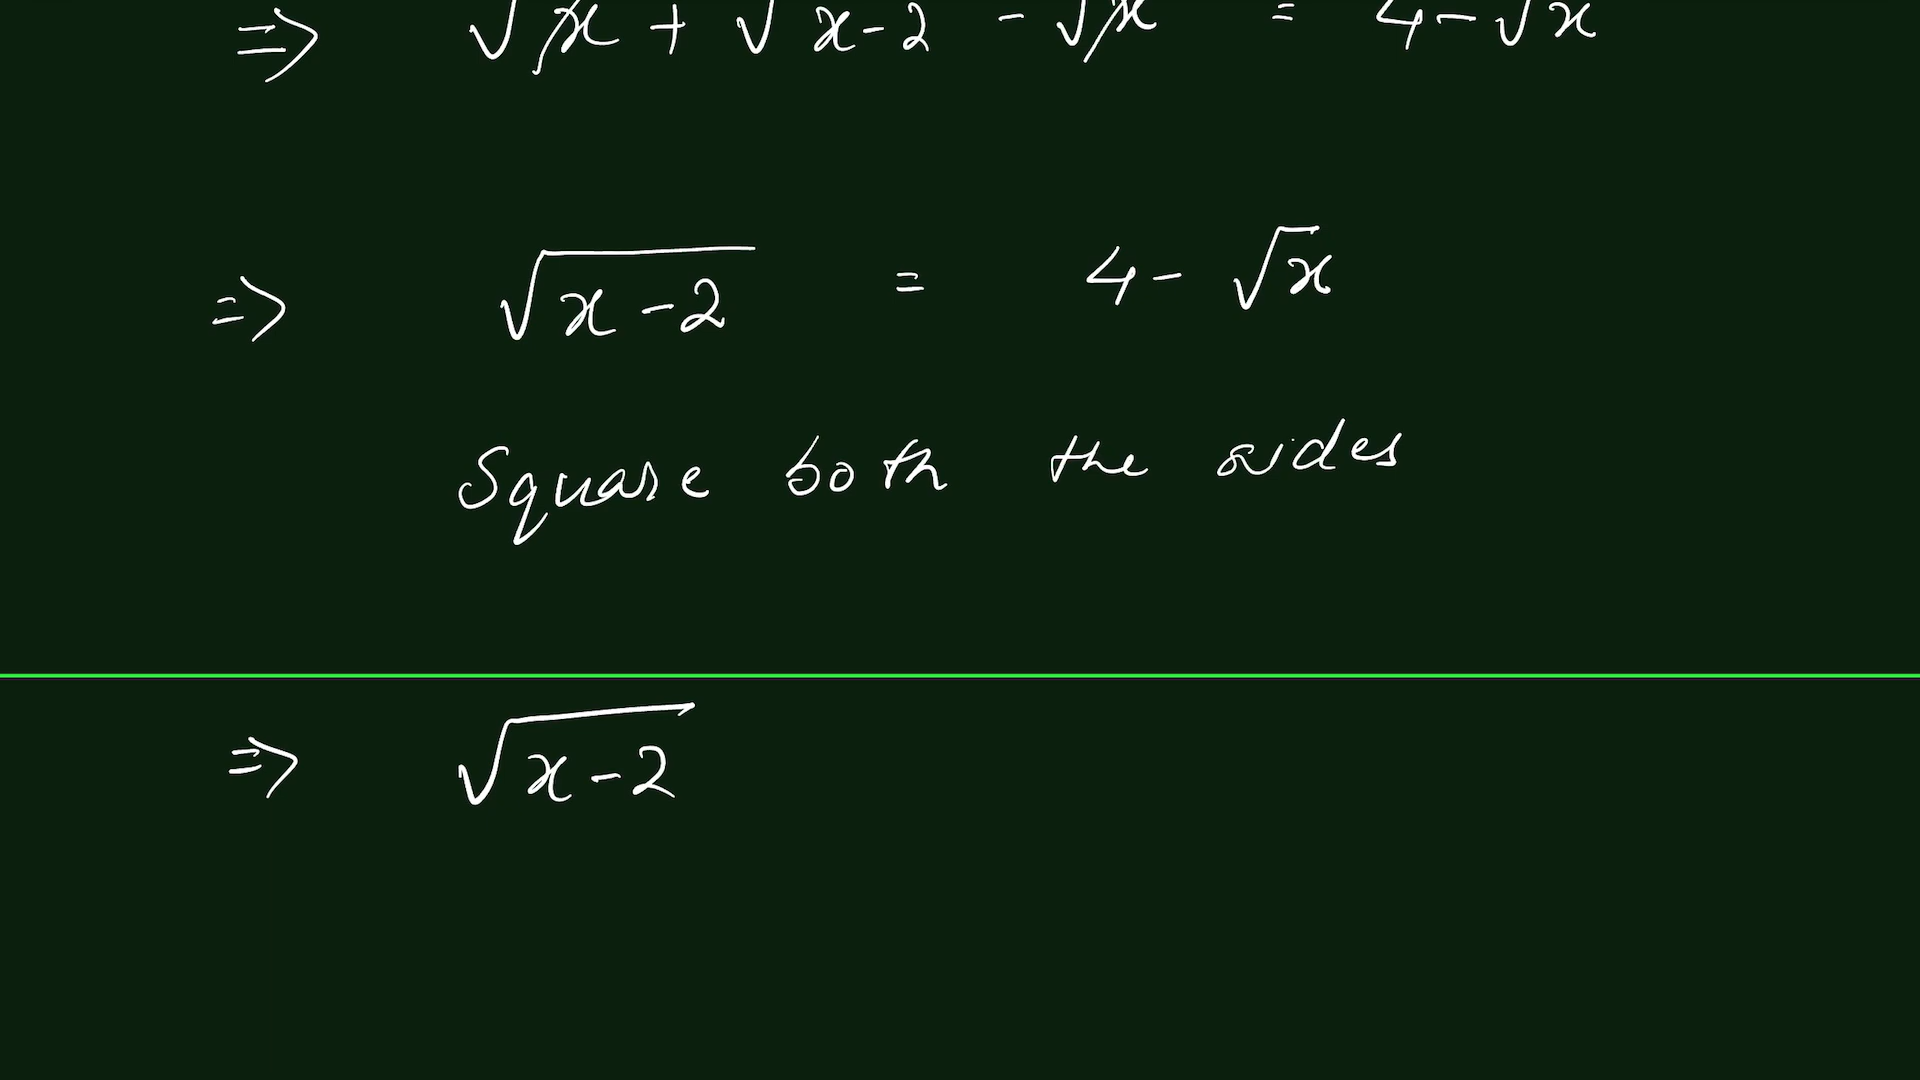 ⇒ √x + √x-2 - √x = 4 - √x
⇒ √x-2 = 4 - √x
Square both the sides
⇒ √x-2